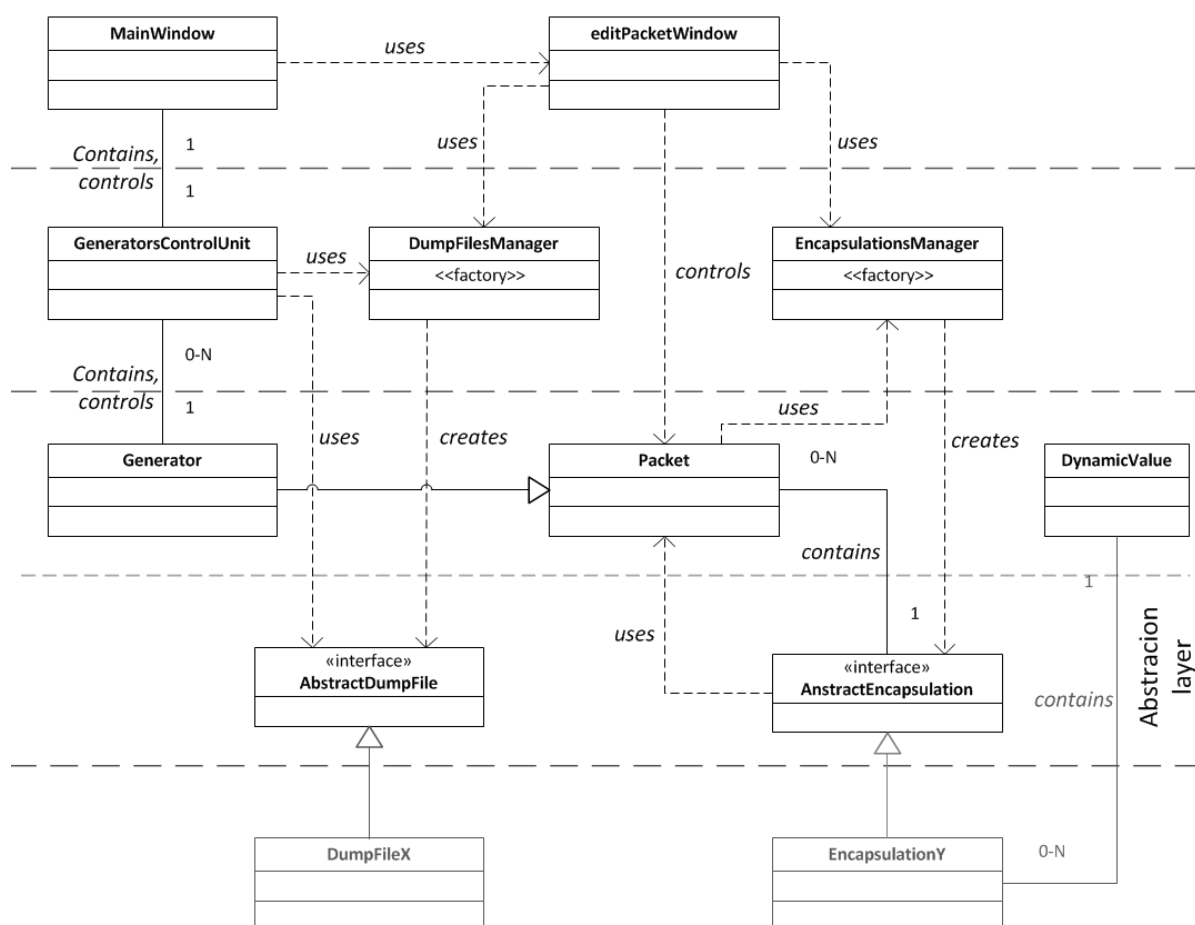 MainWindow
editPacketWindow
uses
uses
uses
1
Contains,
controls
1
GeneratorsControlUnit
DumpFilesManager
EncapsulationsManager
uses
<<factory>>
<<factory>>
controls
0-N
Contains,
controls
1
uses
creates
uses
creates
Generator
Packet
0-N
DynamicValue
contains
1
uses
1
Abstracion
layer
«interface»
AbstractDumpFile
«interface»
AnstractEncapsulation
contains
DumpFileX
EncapsulationY
0-N